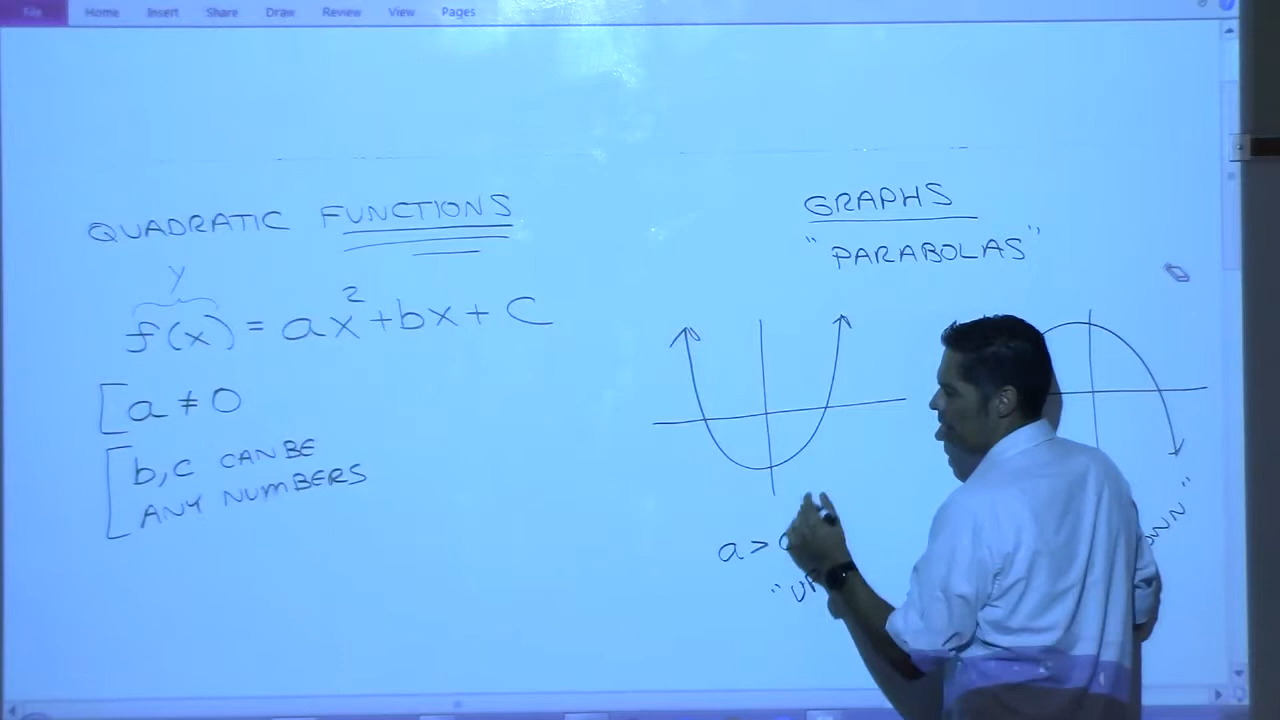 File Home Insert Share Draw Review View Pages
QUADRATIC FUNCTIONS
y
f(x) = ax²+bx+c
[a ≠ 0
[b,c CAN BE
ANY NUMBERS
GRAPHS
"PARABOLAS"
a >
"UP